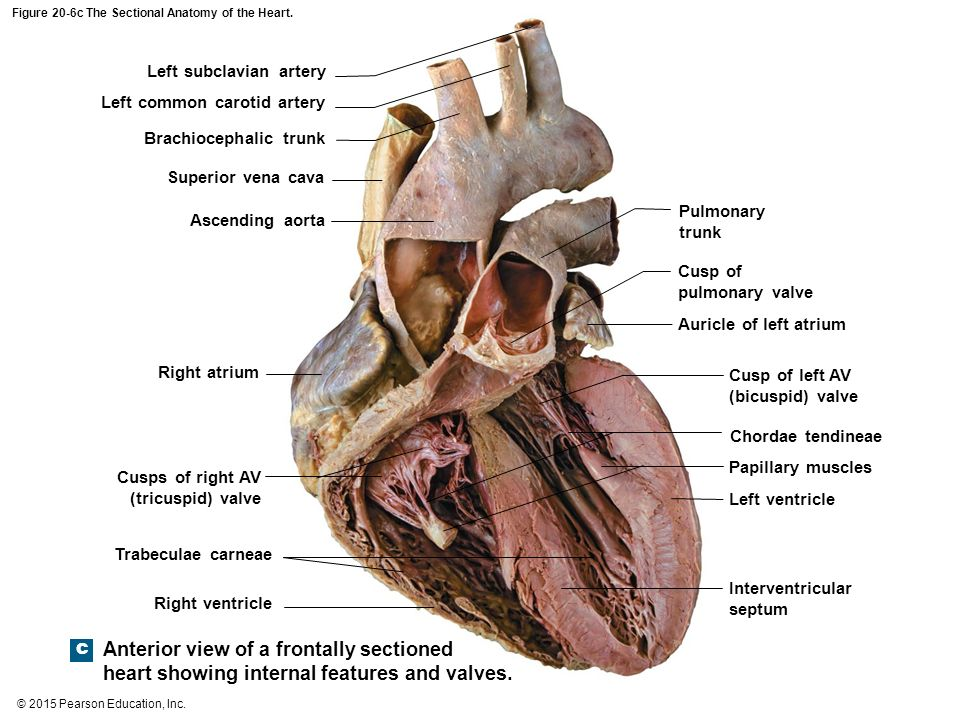 Figure 20-6c The Sectional Anatomy of the Heart.
Left subclavian artery
Left common carotid artery
Brachiocephalic trunk
Superior vena cava
Ascending aorta
Right atrium
Cusps of right AV
(tricuspid) valve
Trabeculae carneae
Right ventricle
Pulmonary
trunk
Cusp of
pulmonary valve
Auricle of left atrium
Cusp of left AV
(bicuspid) valve
Chordae tendineae
Papillary muscles
Left ventricle
Interventricular
septum
C
Anterior view of a frontally sectioned
heart showing internal features and valves.
© 2015 Pearson Education, Inc.